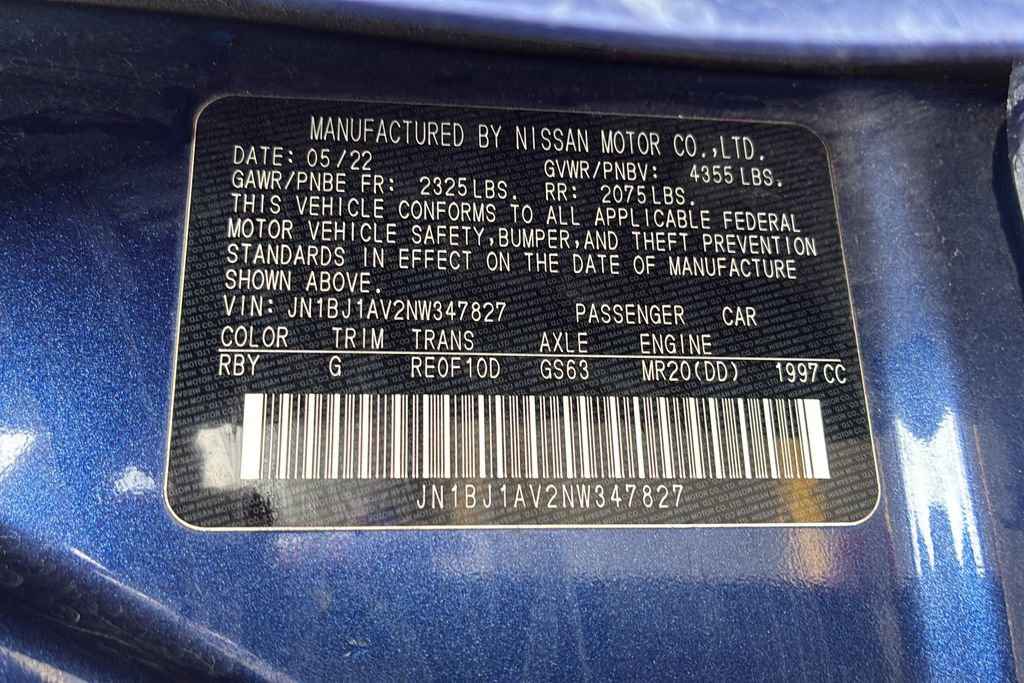 MANUFACTURED BY NISSAN MOTOR CO.,LTD.
DATE: 05/22 GVWR/PNBV: 4355 LBS.
GAWR/PNBE FR: 2325 LBS. RR: 2075 LBS.
THIS VEHICLE CONFORMS TO ALL APPLICABLE FEDERAL
MOTOR VEHICLE SAFETY,BUMPER,AND THEFT PREVENTION
STANDARDS IN EFFECT ON THE DATE OF MANUFACTURE
SHOWN ABOVE.
VIN: JN1BJ1AV2NW347827 PASSENGER CAR
COLOR TRIM TRANS AXLE ENGINE
RBY G RE0F10D GS63 MR20(DD) 1997 CC
JN1BJ1AV2NW347827